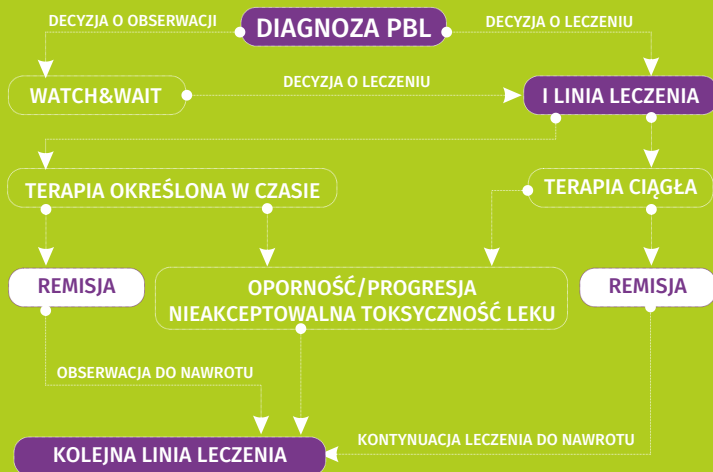 DECYZJA O OBSERWACJI
DIAGNOZA PBL
DECYZJA O LECZENIU
WATCH&WAIT
DECYZJA O LECZENIU
I LINIA LECZENIA
TERAPIA OKREŚLONA W CZASIE
TERAPIA CIĄGŁA
REMISJA
OPORNOŚĆ/PROGRESJA
NIEAKCEPTOWALNA TOKSYCZNOŚĆ LEKU
REMISJA
OBSERWACJA DO NAWROTU
KONTYNUACJA LECZENIA DO NAWROTU
KOLEJNA LINIA LECZENIA